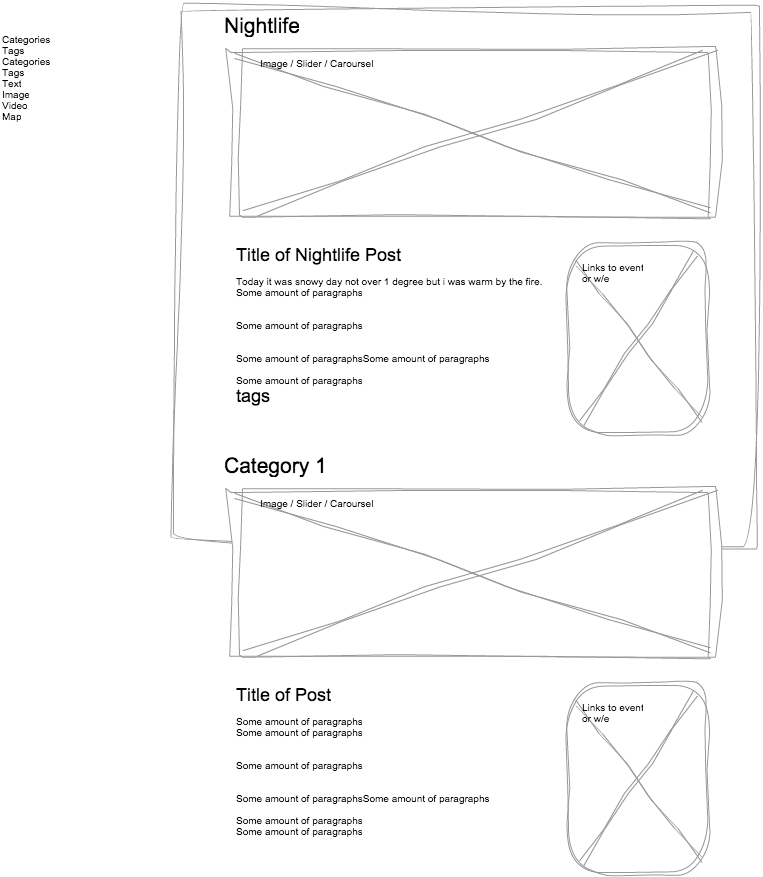 Categories
Tags
Categories
Tags
Text
Image
Video
Map
Nightlife
Image / Slider / Caroursel
Title of Nightlife Post
Today it was snowy day not over 1 degree but i was warm by the fire.
Some amount of paragraphs
Some amount of paragraphs
Some amount of paragraphsSome amount of paragraphs
Some amount of paragraphs
tags
Links to event
or w/e
Category 1
Image / Slider / Caroursel
Title of Post
Some amount of paragraphs
Some amount of paragraphs
Some amount of paragraphs
Some amount of paragraphsSome amount of paragraphs
Some amount of paragraphs
Some amount of paragraphs
Links to event
or w/e